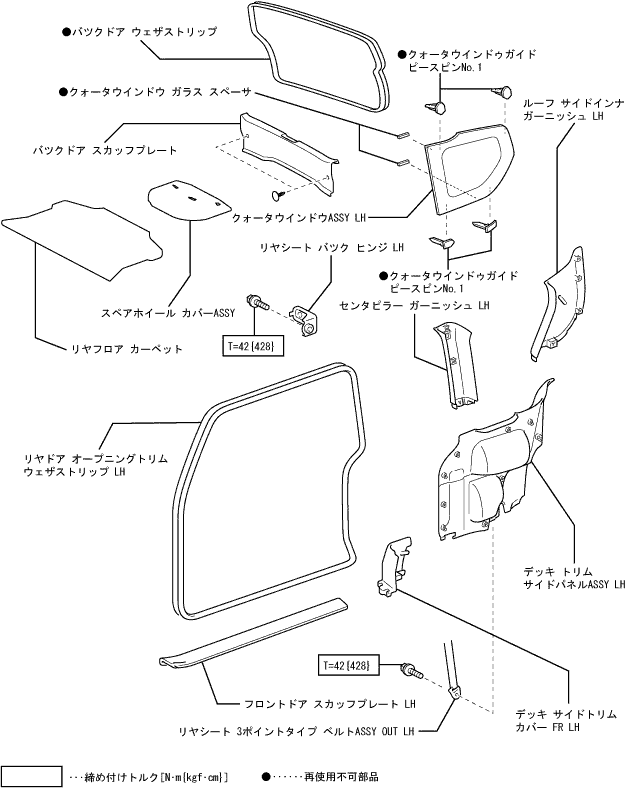 ●バックドア ウェザストリップ
●クォータウインドゥガイド
ピースピンNo.1
●クォータウインドウ ガラス スペーサ
ルーフ サイドインナ
ガーニッシュ LH
バックドア スカッフプレート
クォータウインドウASSY LH
リヤシート バック ヒンジ LH
●クォータウインドゥガイド
ピースピンNo.1
スペアホイール カバーASSY
センタピラー ガーニッシュ LH
T=42{428}
リヤフロア カーペット
リヤドア オープニングトリム
ウェザストリップ LH
デッキ トリム
サイドパネルASSY LH
T=42{428}
フロントドア スカッフプレート LH
デッキ サイドトリム
カバー FR LH
リヤシート 3ポイントタイプ ベルトASSY OUT LH
･･･締め付けトルク[N･m{kgf･cm}]
●･･････再使用不可部品